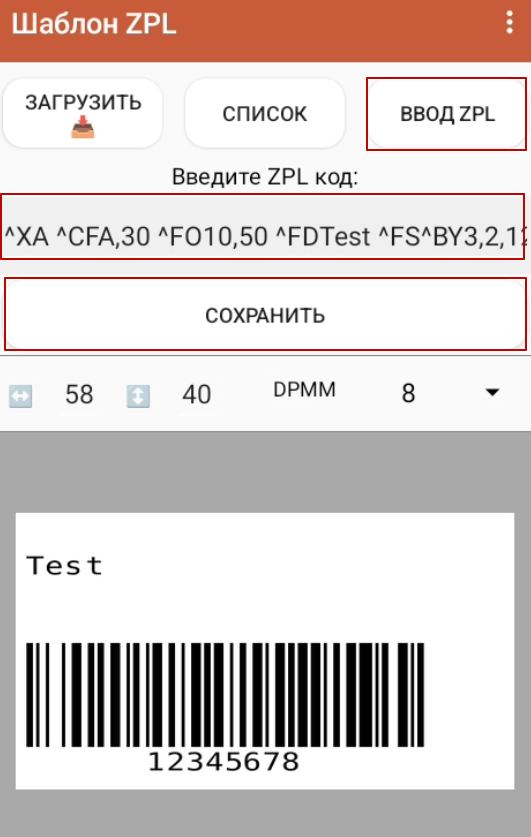 Шаблон ZPL
ЗАГРУЗИТЬ СПИСОК ВВОД ZPL
Введите ZPL код:
^XA ^CFA,30 ^FO10,50 ^FDTest ^FS^BY3,2,12
СОХРАНИТЬ
58 40 DPMM 8
Test
12345678